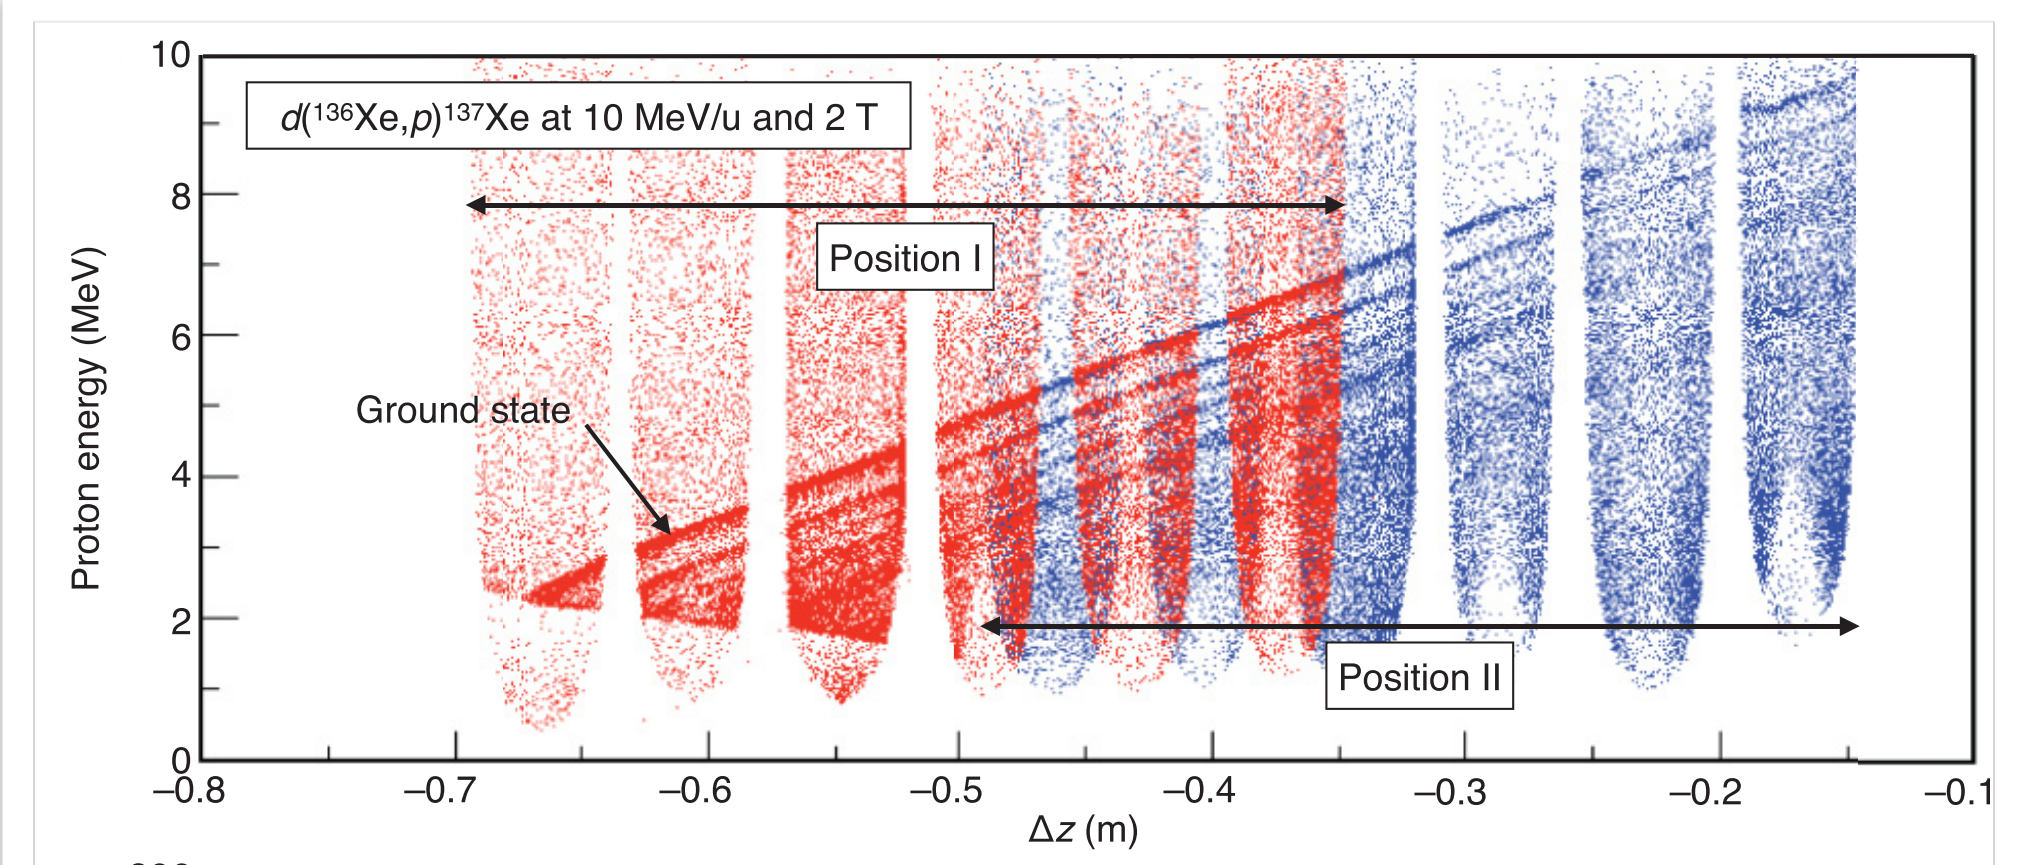 10
d(¹³⁶Xe,p)¹³⁷Xe at 10 MeV/u and 2 T
8
Position I
6
Ground state
4
2
Position II
0
Proton energy (MeV)
–0.8 –0.7 –0.6 –0.5 –0.4 –0.3 –0.2 –0.1
Δz (m)